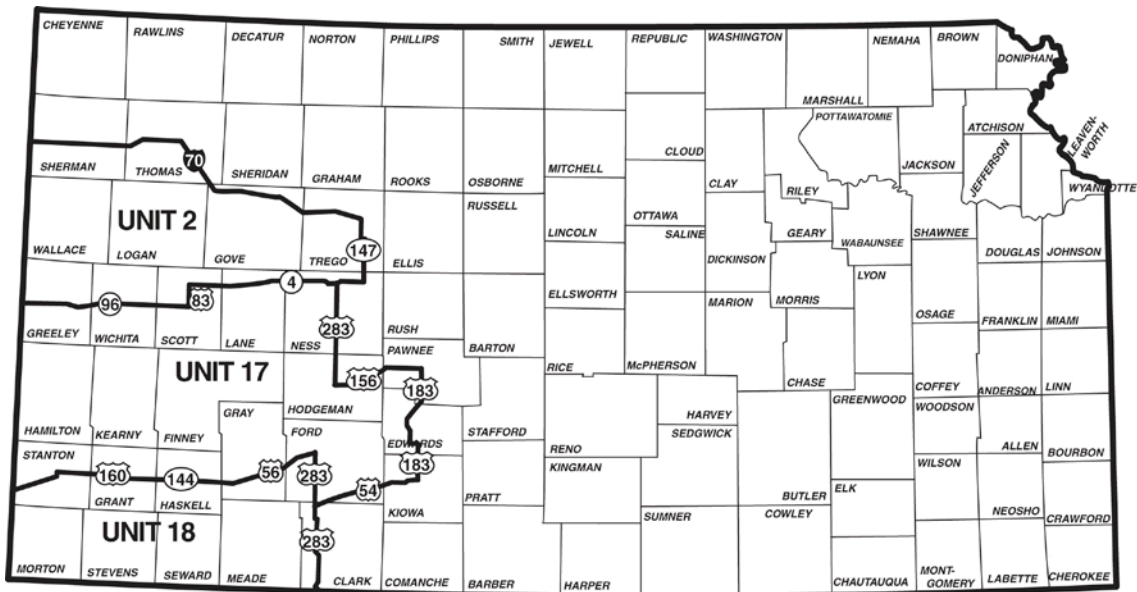 CHEYENNE
RAWLINS
DECATUR
NORTON
PHILLIPS
SMITH
JEWELL
REPUBLIC
WASHINGTON
NEMAHA
BROWN
DONIPHAN
MARSHALL
POTTAWATOMIE
ATCHISON
LEAVEN-
WORTH
SHERMAN
THOMAS
70
SHERIDAN
GRAHAM
ROOKS
OSBORNE
MITCHELL
CLOUD
CLAY
RILEY
JACKSON
JEFFERSON
WYANDOTTE
UNIT 2
RUSSELL
LINCOLN
OTTAWA
SALINE
GEARY
WABAUNSEE
SHAWNEE
DOUGLAS
JOHNSON
WALLACE
LOGAN
GOVE
TREGO
147
ELLIS
ELLSWORTH
DICKINSON
LYON
96
83
4
MARION
MORRIS
OSAGE
FRANKLIN
MIAMI
GREELEY
WICHITA
SCOTT
LANE
NESS
283
RUSH
PAWNEE
BARTON
RICE
McPHERSON
CHASE
COFFEY
ANDERSON
LINN
UNIT 17
156
183
GREENWOOD
WOODSON
HARVEY
SEDGWICK
GRAY
HODGEMAN
FORD
HAMILTON
KEARNY
FINNEY
EDWARDS
STAFFORD
RENO
ALLEN
BOURBON
STANTON
160
144
56
283
54
183
KINGMAN
WILSON
GRANT
HASKELL
KIOWA
PRATT
BUTLER
ELK
NEOSHO
CRAWFORD
UNIT 18
283
SUMNER
COWLEY
MORTON
STEVENS
SEWARD
MEADE
CLARK
COMANCHE
BARBER
HARPER
CHAUTAUQUA
MONT-
GOMERY
LABETTE
CHEROKEE